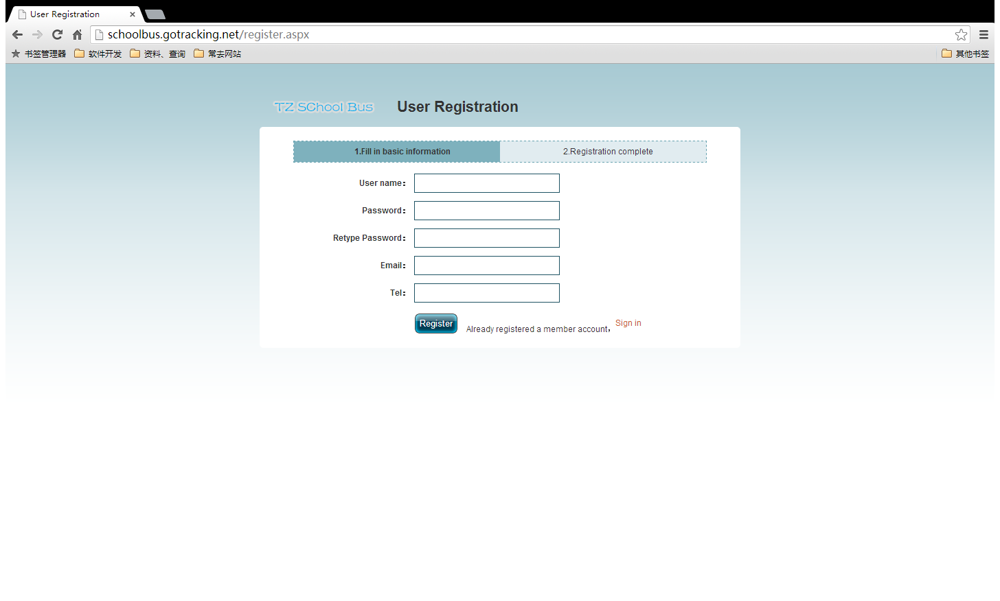 User Registration
schoolbus.gotracking.net/register.aspx
书签管理器 软件开发 资料、查询 常去网站 其他书签
TZ SChool Bus User Registration
1.Fill in basic information 2.Registration complete
User name：
Password：
Retype Password：
Email：
Tel：
Register Already registered a member account， Sign in